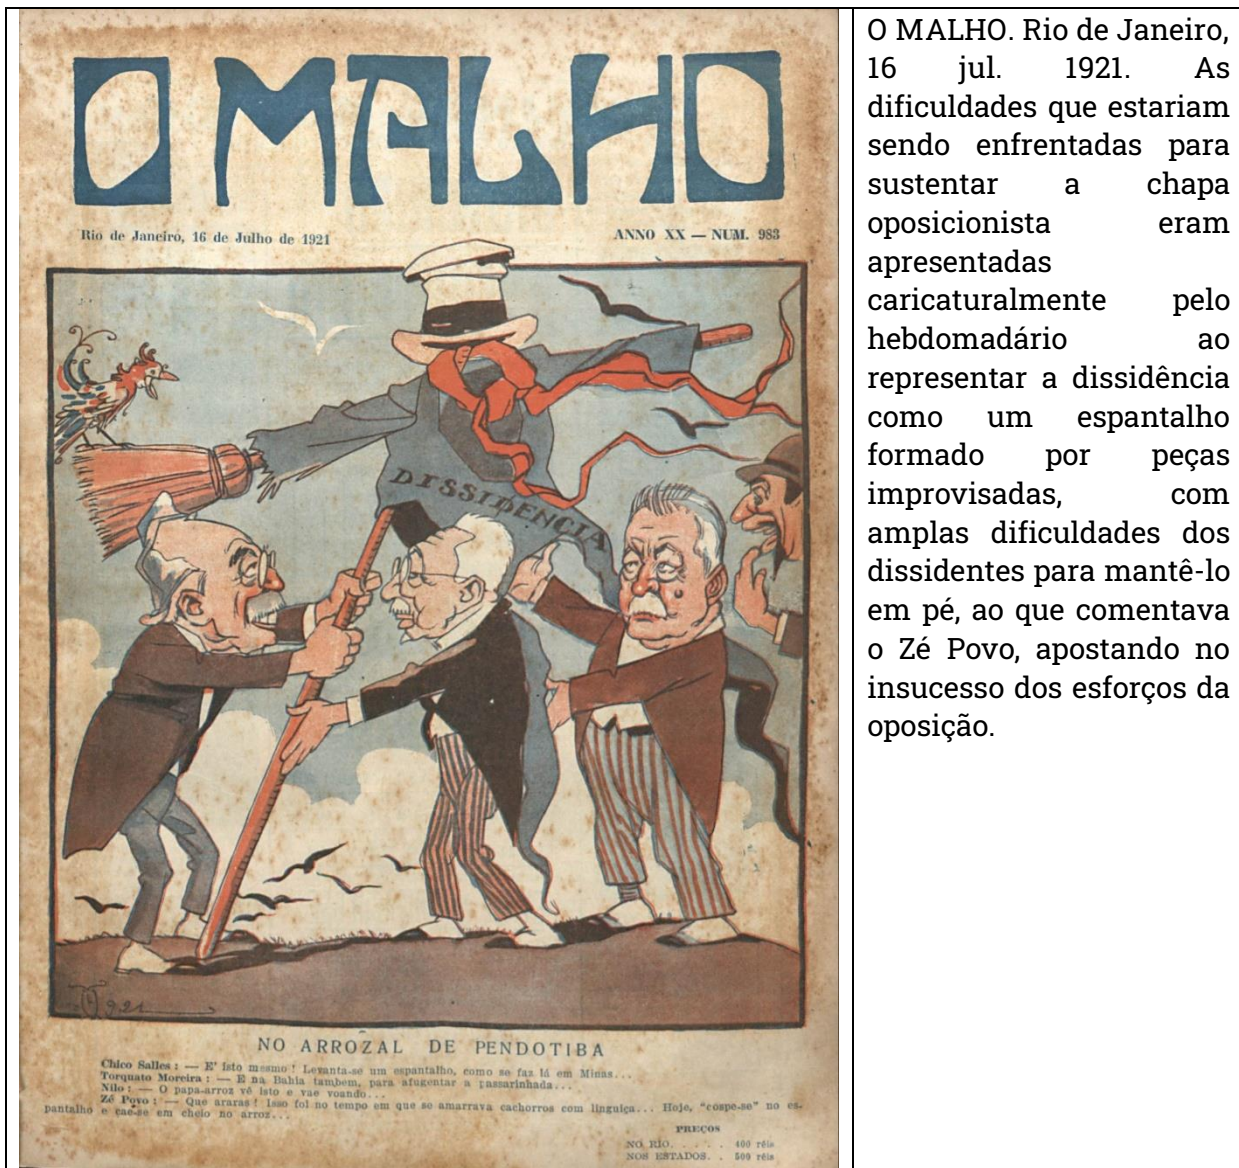 O MALHO
Rio de Janeiro, 16 de Julho de 1921
ANNO XX — NUM. 983
DISSIDENCIA
921
NO ARROZAL DE PENDOTIBA
Chico Salles : — E' isto mesmo ! Levanta-se um espantalho, como se faz lá em Minas...
Torquato Moreira : — E na Bahia tambem, para afugentar a passarinhada...
Nilo : — O papa-arroz vê isto e vae voando...
Zé Povo : — Que araras ! Isso foi no tempo em que se amarrava cachorros com linguiça... Hoje, "cospe-se" no es-
pantalho e cae-se em cheio no arroz...
PREÇOS
NO RIO. . . . . 400 réis
NOS ESTADOS. . 500 réis
O MALHO. Rio de Janeiro,
16 jul. 1921. As
dificuldades que estariam
sendo enfrentadas para
sustentar a chapa
oposicionista eram
apresentadas
caricaturalmente pelo
hebdomadário ao
representar a dissidência
como um espantalho
formado por peças
improvisadas, com
amplas dificuldades dos
dissidentes para mantê-lo
em pé, ao que comentava
o Zé Povo, apostando no
insucesso dos esforços da
oposição.